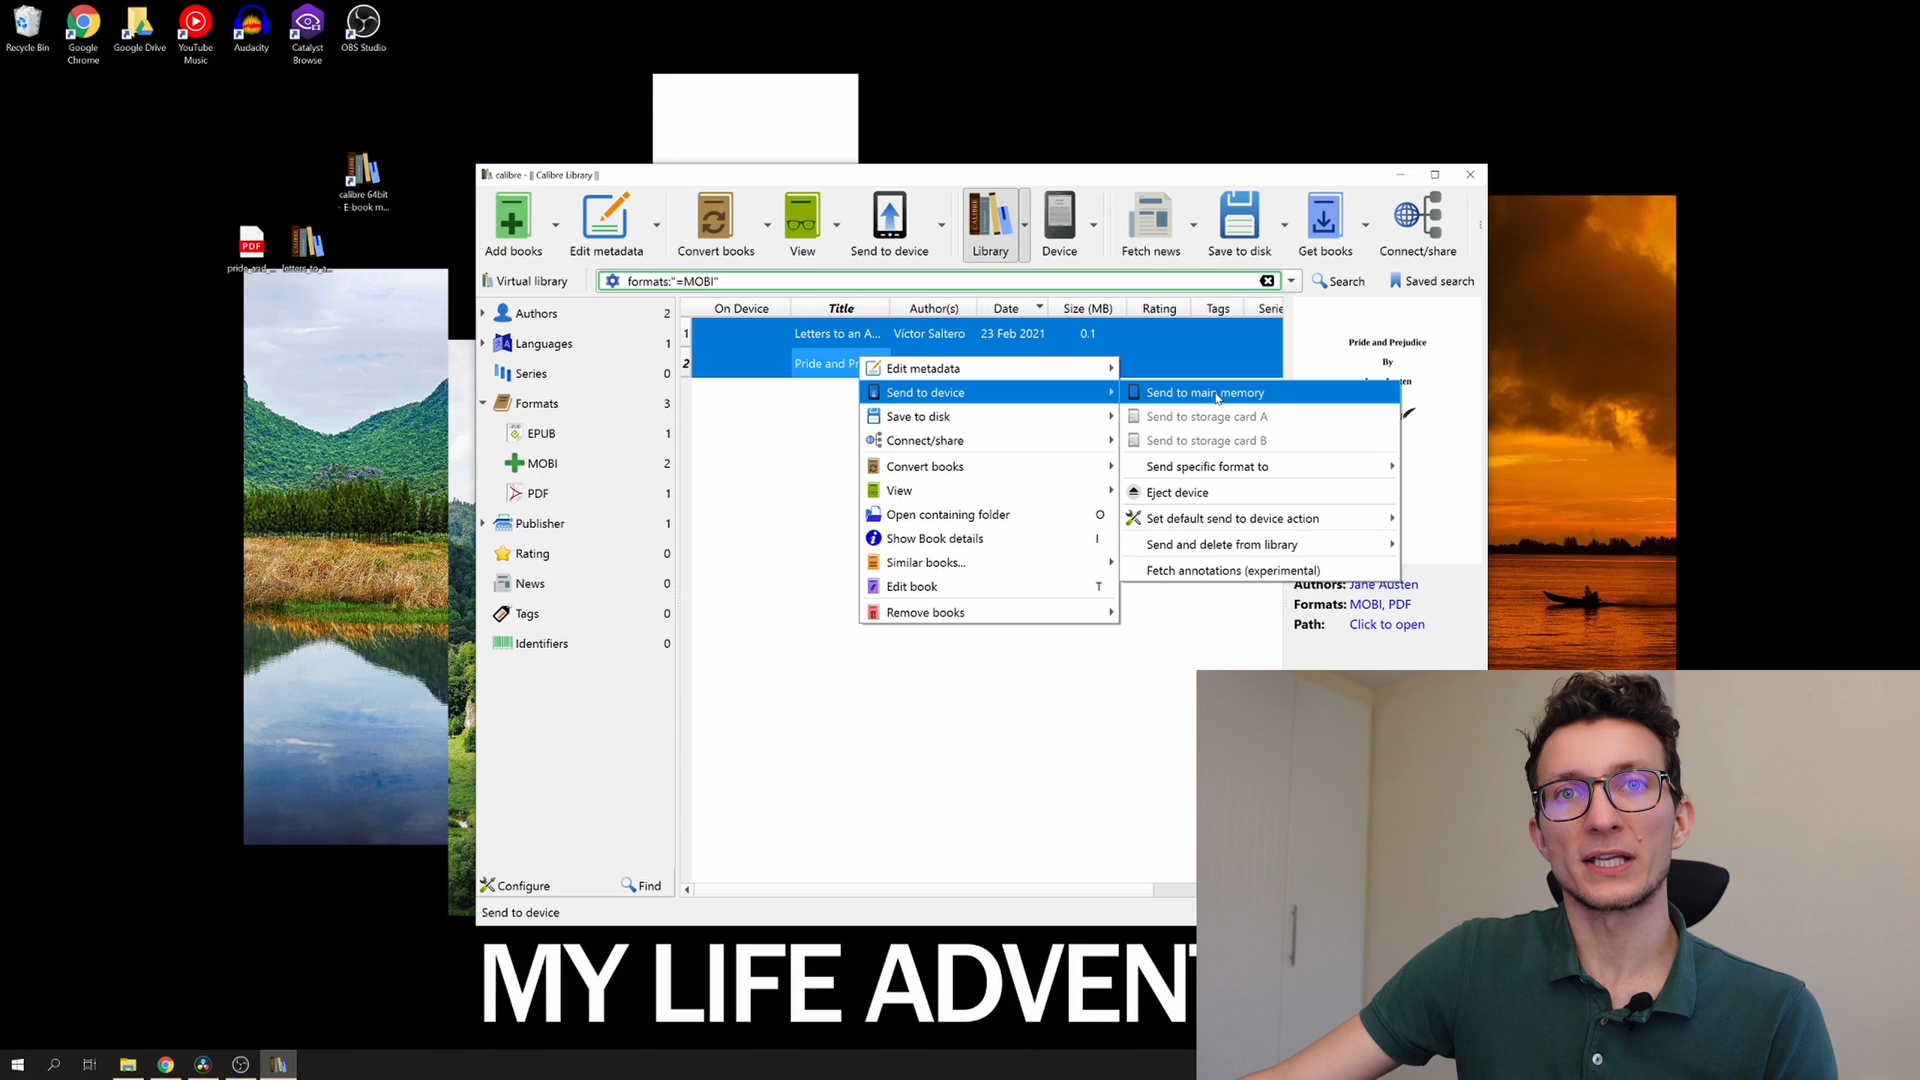 Recycle Bin
Google Chrome
Google Drive
YouTube Music
Audacity
Catalyst Browse
OBS Studio
calibre 64bit - E-book m...
PDF
pride_and_...
letters_to_a...
calibre - || Calibre Library ||
Add books
Edit metadata
Convert books
View
Send to device
Library
Device
Fetch news
Save to disk
Get books
Connect/share
Virtual library
formats:"=MOBI"
Search
Saved search
Authors 2
Languages 1
Series 0
Formats 3
EPUB 1
MOBI 2
PDF 1
Publisher 1
Rating 0
News 0
Tags 0
Identifiers 0
Configure
Find
Send to device
On Device Title Author(s) Date Size (MB) Rating Tags Serie
1 Letters to an A... Víctor Saltero 23 Feb 2021 0.1
2 Pride and Pr
Edit metadata
Send to device
Save to disk
Connect/share
Convert books
View
Open containing folder O
Show Book details I
Similar books...
Edit book T
Remove books
Send to main memory
Send to storage card A
Send to storage card B
Send specific format to
Eject device
Set default send to device action
Send and delete from library
Fetch annotations (experimental)
Pride and Prejudice
By
Authors: Jane Austen
Formats: MOBI, PDF
Path: Click to open
MY LIFE ADVENT